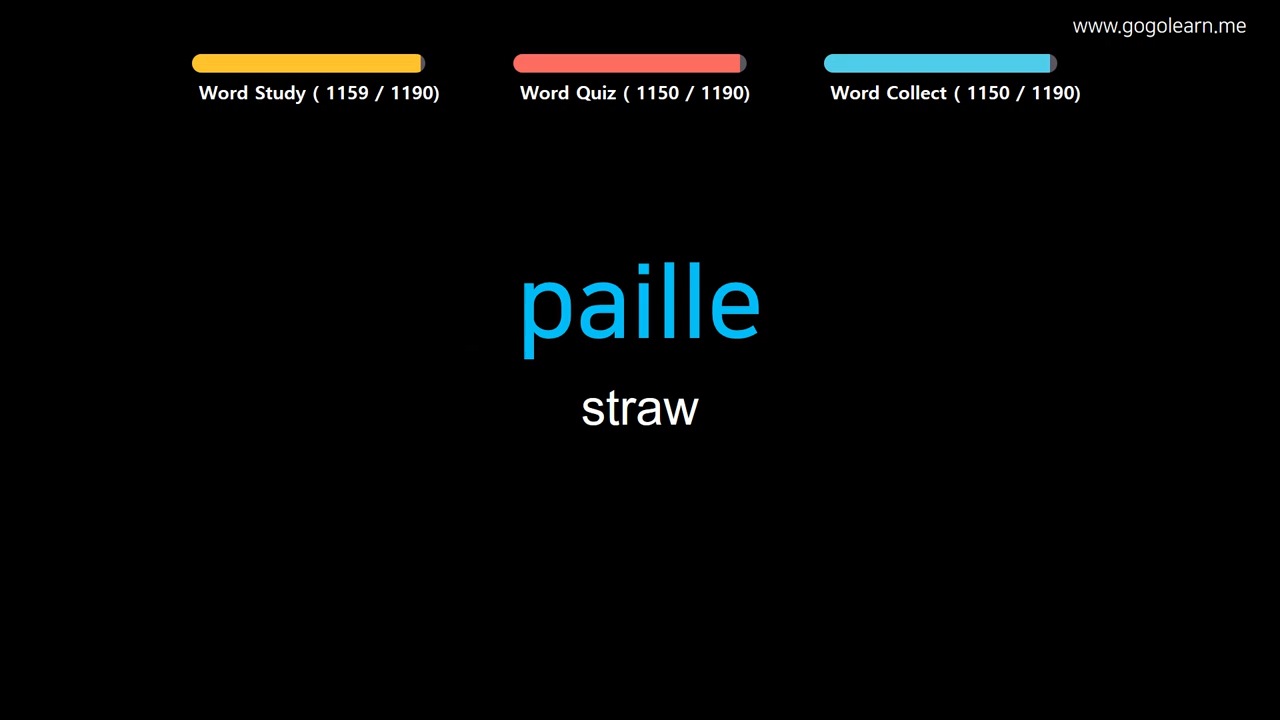 www.gogolearn.me
Word Study ( 1159 / 1190)
Word Quiz ( 1150 / 1190)
Word Collect ( 1150 / 1190)
paille
straw